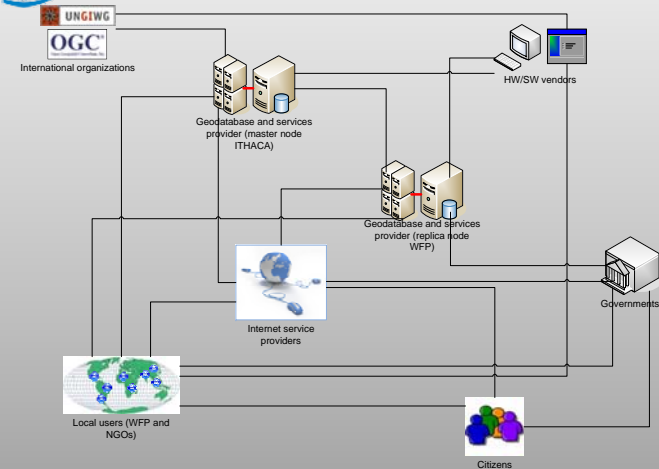 UNGIWG
OGC
International organizations
HW/SW vendors
Geodatabase and services
provider (master node
ITHACA)
Geodatabase and services
provider (replica node
WFP)
Governments
Internet service
providers
Local users (WFP and
NGOs)
Citizens